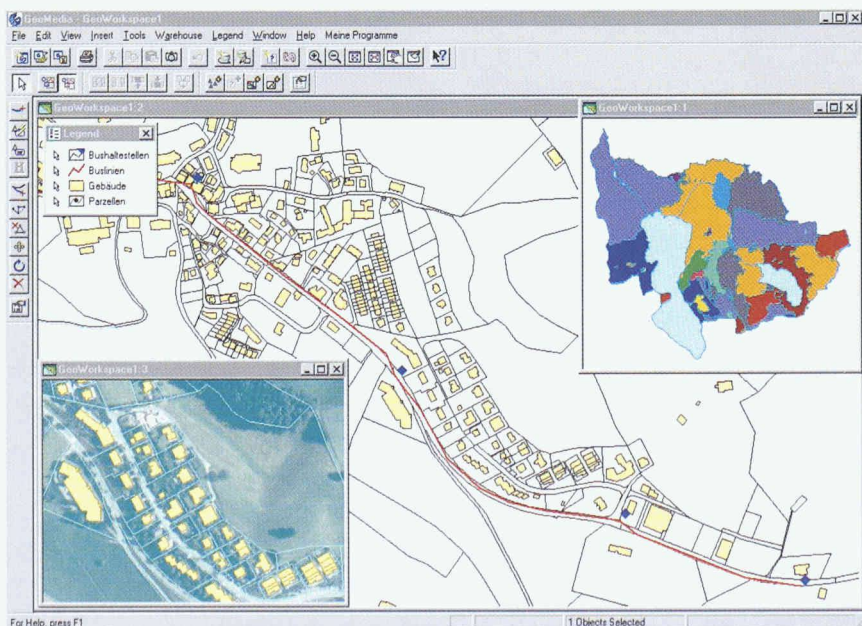 GeoMedia - GeoWorkspace1
File Edit View Insert Tools Warehouse Legend Window Help Meine Programme
GeoWorkspace1:2
GeoWorkspace1:1
Legend
Bushaltestellen
Buslinien
Gebäude
Parzellen
GeoWorkspace1:3
For Help, press F1
1 Objects Selected